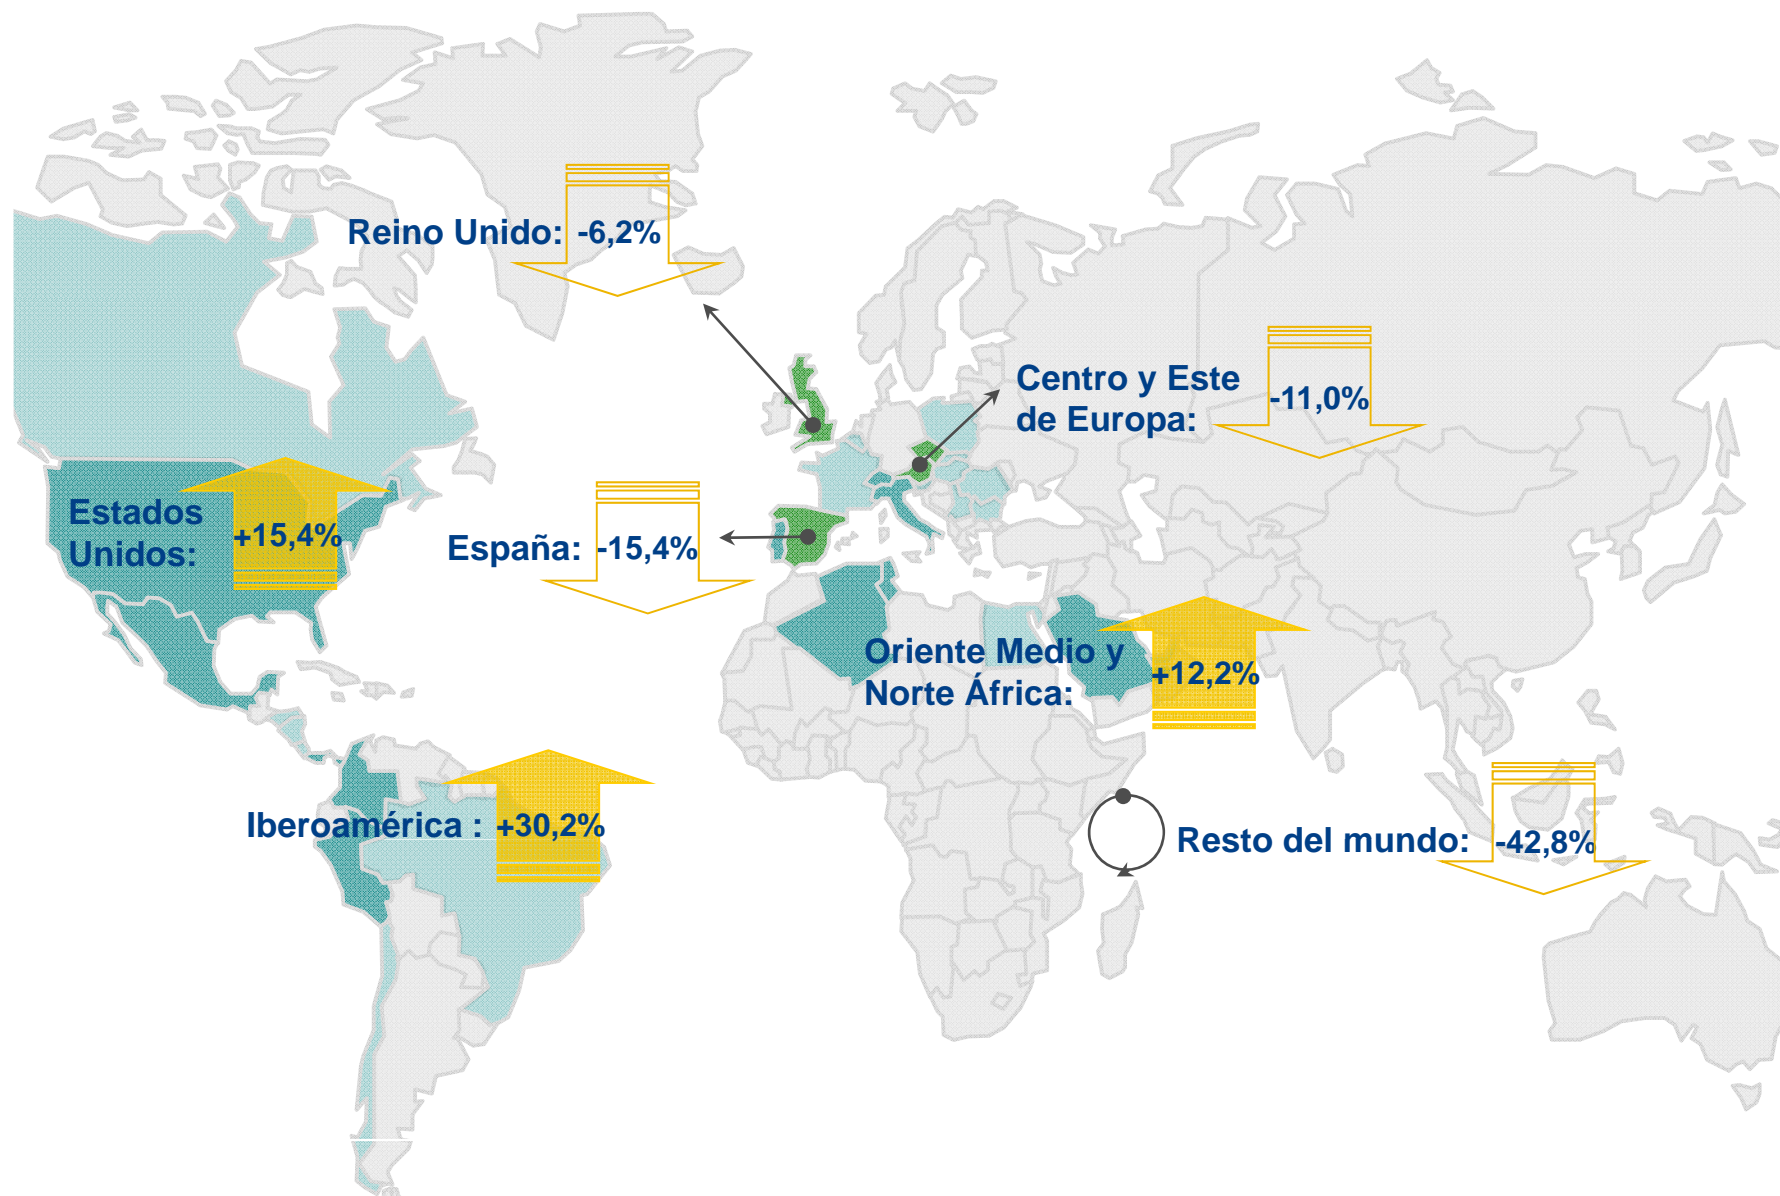 Reino Unido: -6,2%
Centro y Este
de Europa: -11,0%
Estados
Unidos: +15,4%
España: -15,4%
Oriente Medio y
Norte África: +12,2%
Iberoamérica : +30,2%
Resto del mundo: -42,8%